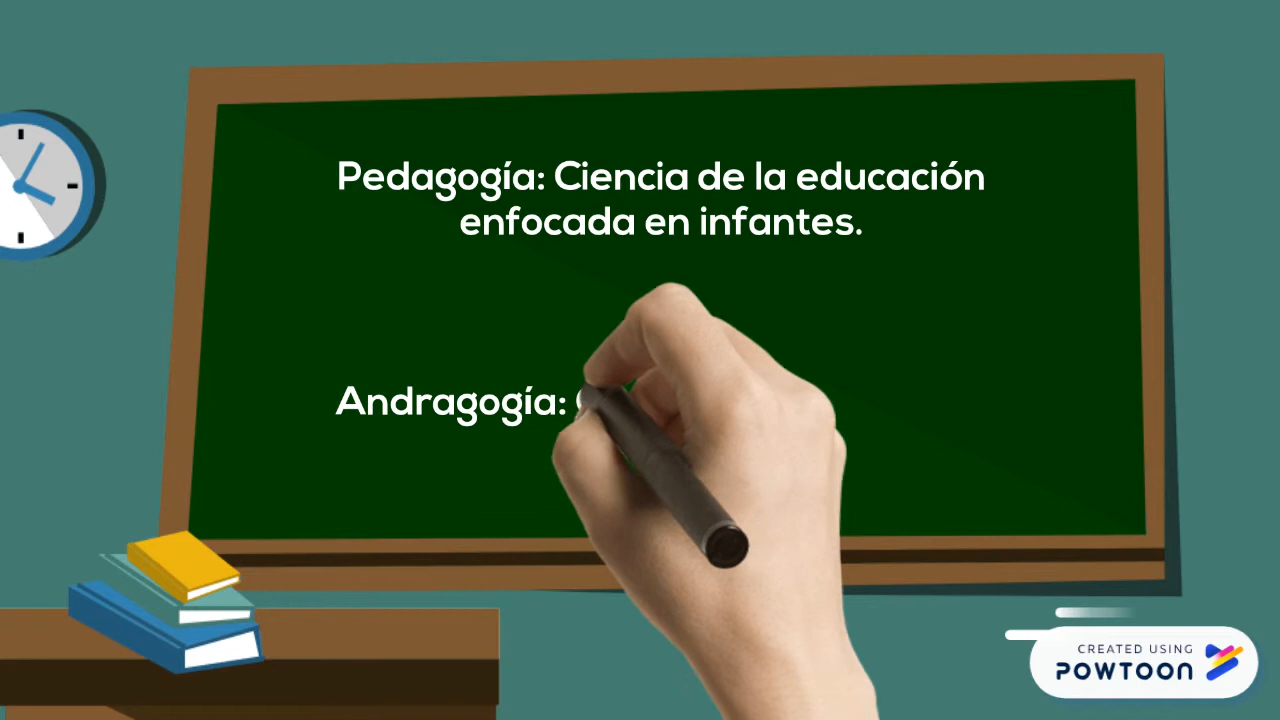 Pedagogía: Ciencia de la educación
enfocada en infantes.
Andragogía:
CREATED USING
POWTOON